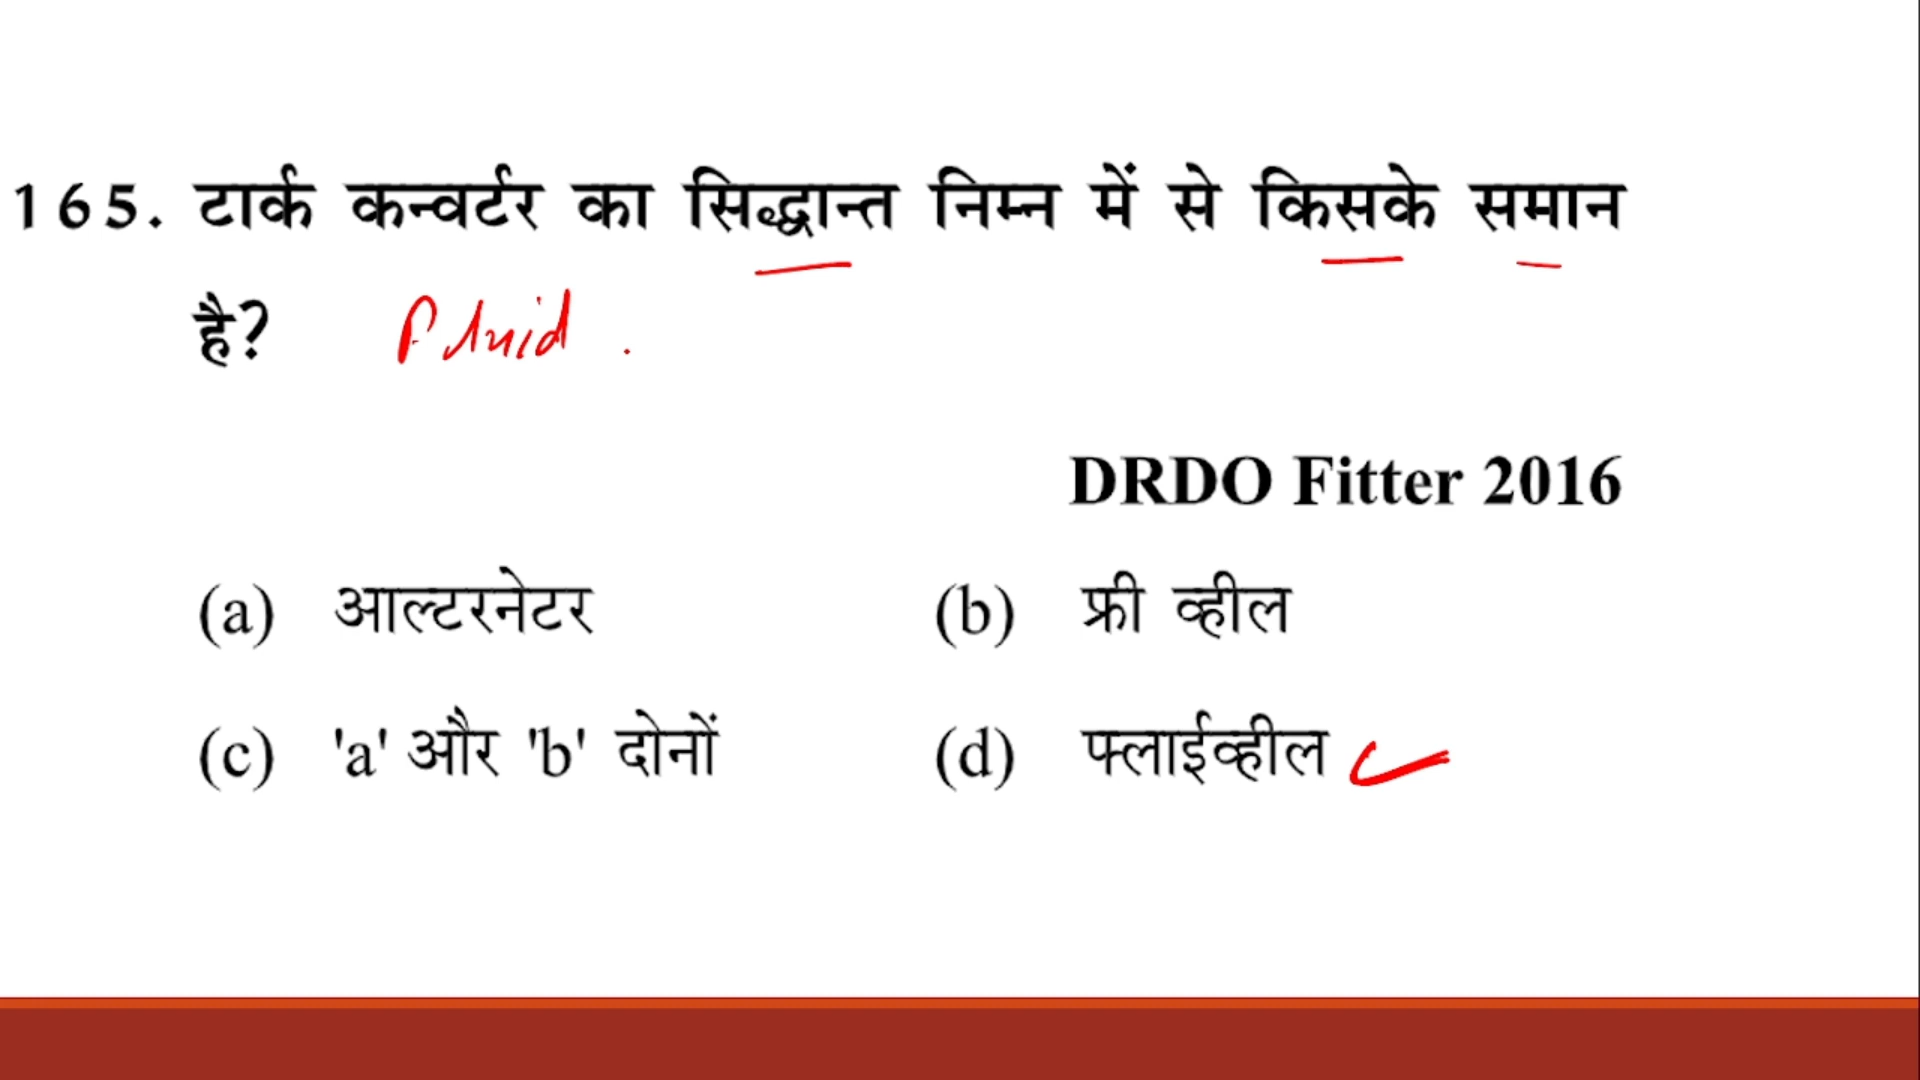 165. टार्क कन्वर्टर का सिद्धान्त निम्न में से किसके समान
है? Fluid .
DRDO Fitter 2016
(a) आल्टरनेटर (b) फ्री व्हील
(c) 'a' और 'b' दोनों (d) फ्लाईव्हील